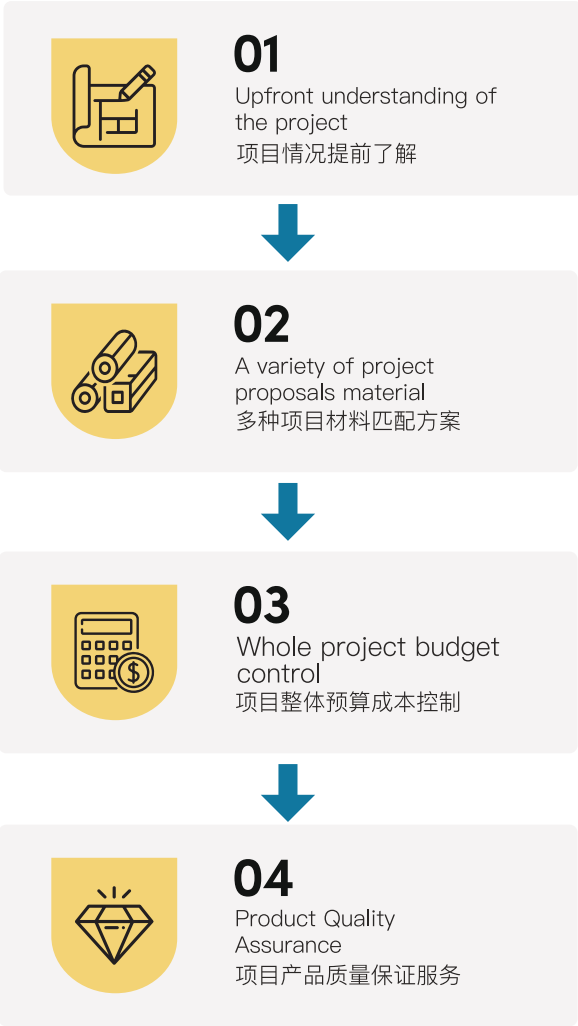 01
Upfront understanding of
the project
项目情况提前了解
02
A variety of project
proposals material
多种项目材料匹配方案
03
Whole project budget
control
项目整体预算成本控制
04
Product Quality
Assurance
项目产品质量保证服务